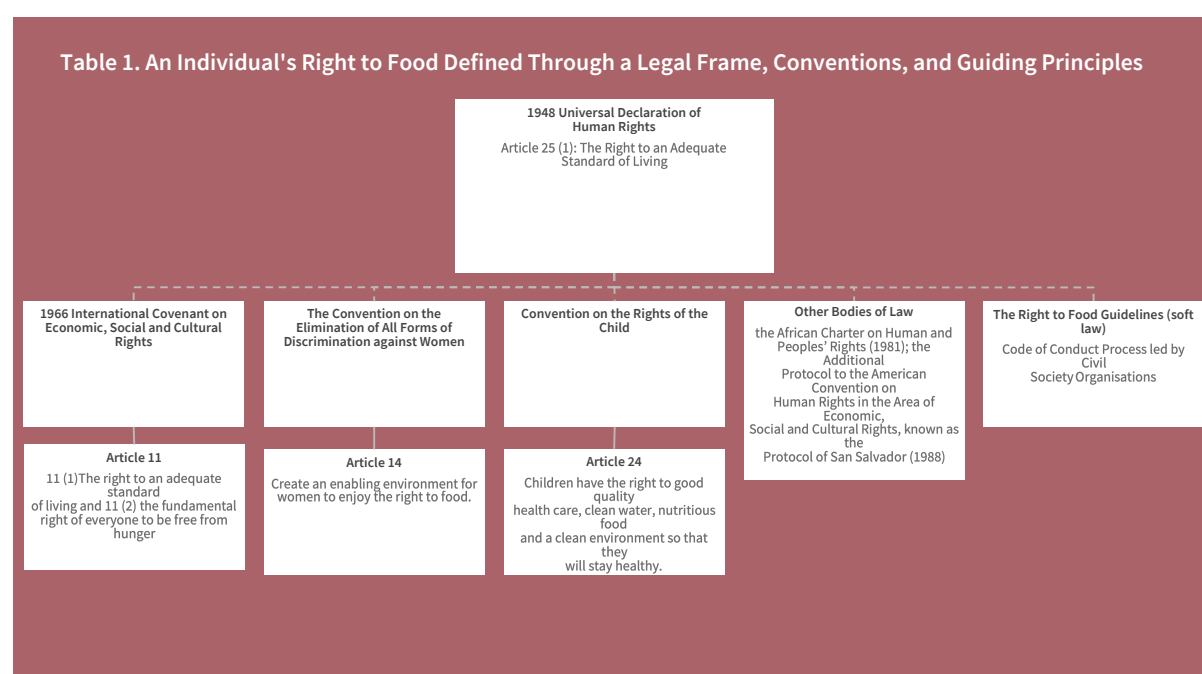 Table 1. An Individual's Right to Food Defined Through a Legal Frame, Conventions, and Guiding Principles
1948 Universal Declaration of
Human Rights
Article 25 (1): The Right to an Adequate
Standard of Living
1966 International Covenant on
Economic, Social and Cultural
Rights
The Convention on the
Elimination of All Forms of
Discrimination against Women
Convention on the Rights of the
Child
Other Bodies of Law
the African Charter on Human and
Peoples’ Rights (1981); the
Additional
Protocol to the American
Convention on
Human Rights in the Area of
Economic,
Social and Cultural Rights, known as
the
Protocol of San Salvador (1988)
The Right to Food Guidelines (soft
law)
Code of Conduct Process led by
Civil
Society Organisations
Article 11
11 (1)The right to an adequate
standard
of living and 11 (2) the fundamental
right of everyone to be free from
hunger
Article 14
Create an enabling environment for
women to enjoy the right to food.
Article 24
Children have the right to good
quality
health care, clean water, nutritious
food
and a clean environment so that
they
will stay healthy.